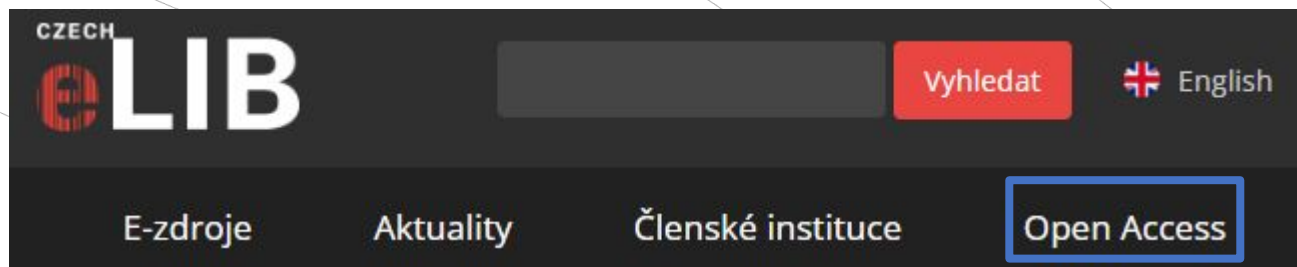 CZECH
eLIB
Vyhledat
English
E-zdroje Aktuality Členské instituce Open Access